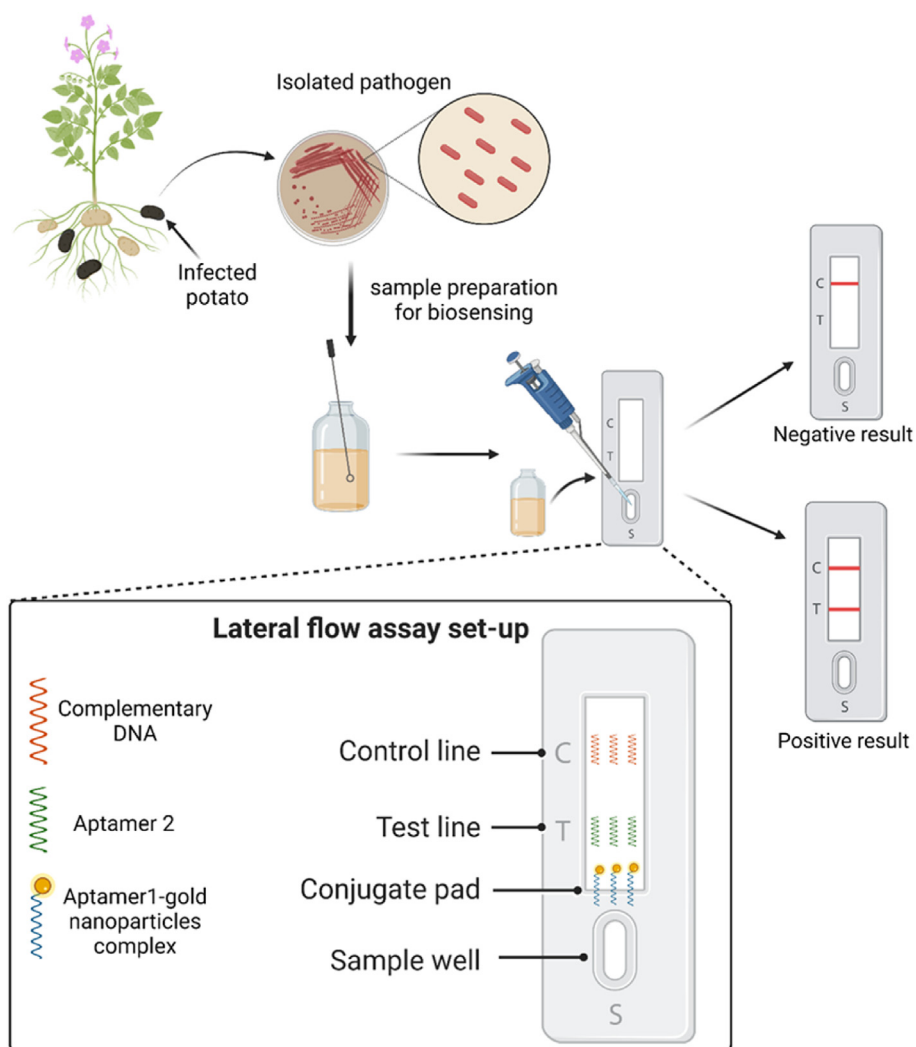 Isolated pathogen
Infected
potato
sample preparation
for biosensing
C
T
S
C
T
S
Negative result
C
T
S
Positive result
Lateral flow assay set-up
Complementary
DNA
Aptamer 2
Aptamer1-gold
nanoparticles
complex
Control line
C
Test line
T
Conjugate pad
Sample well
S